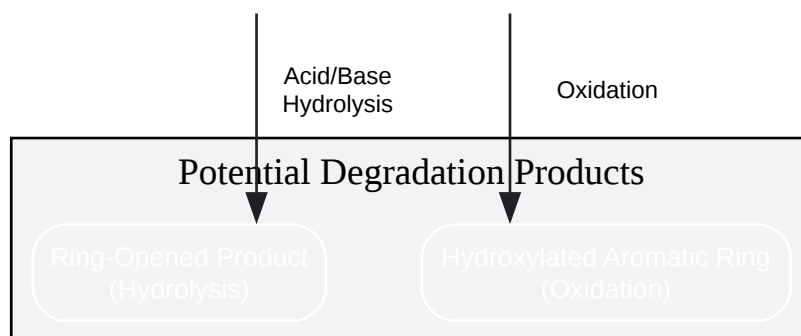 Acid/Base
Hydrolysis
Oxidation
Potential Degradation Products
Ring-Opened Product
(Hydrolysis)
Hydroxylated Aromatic Ring
(Oxidation)